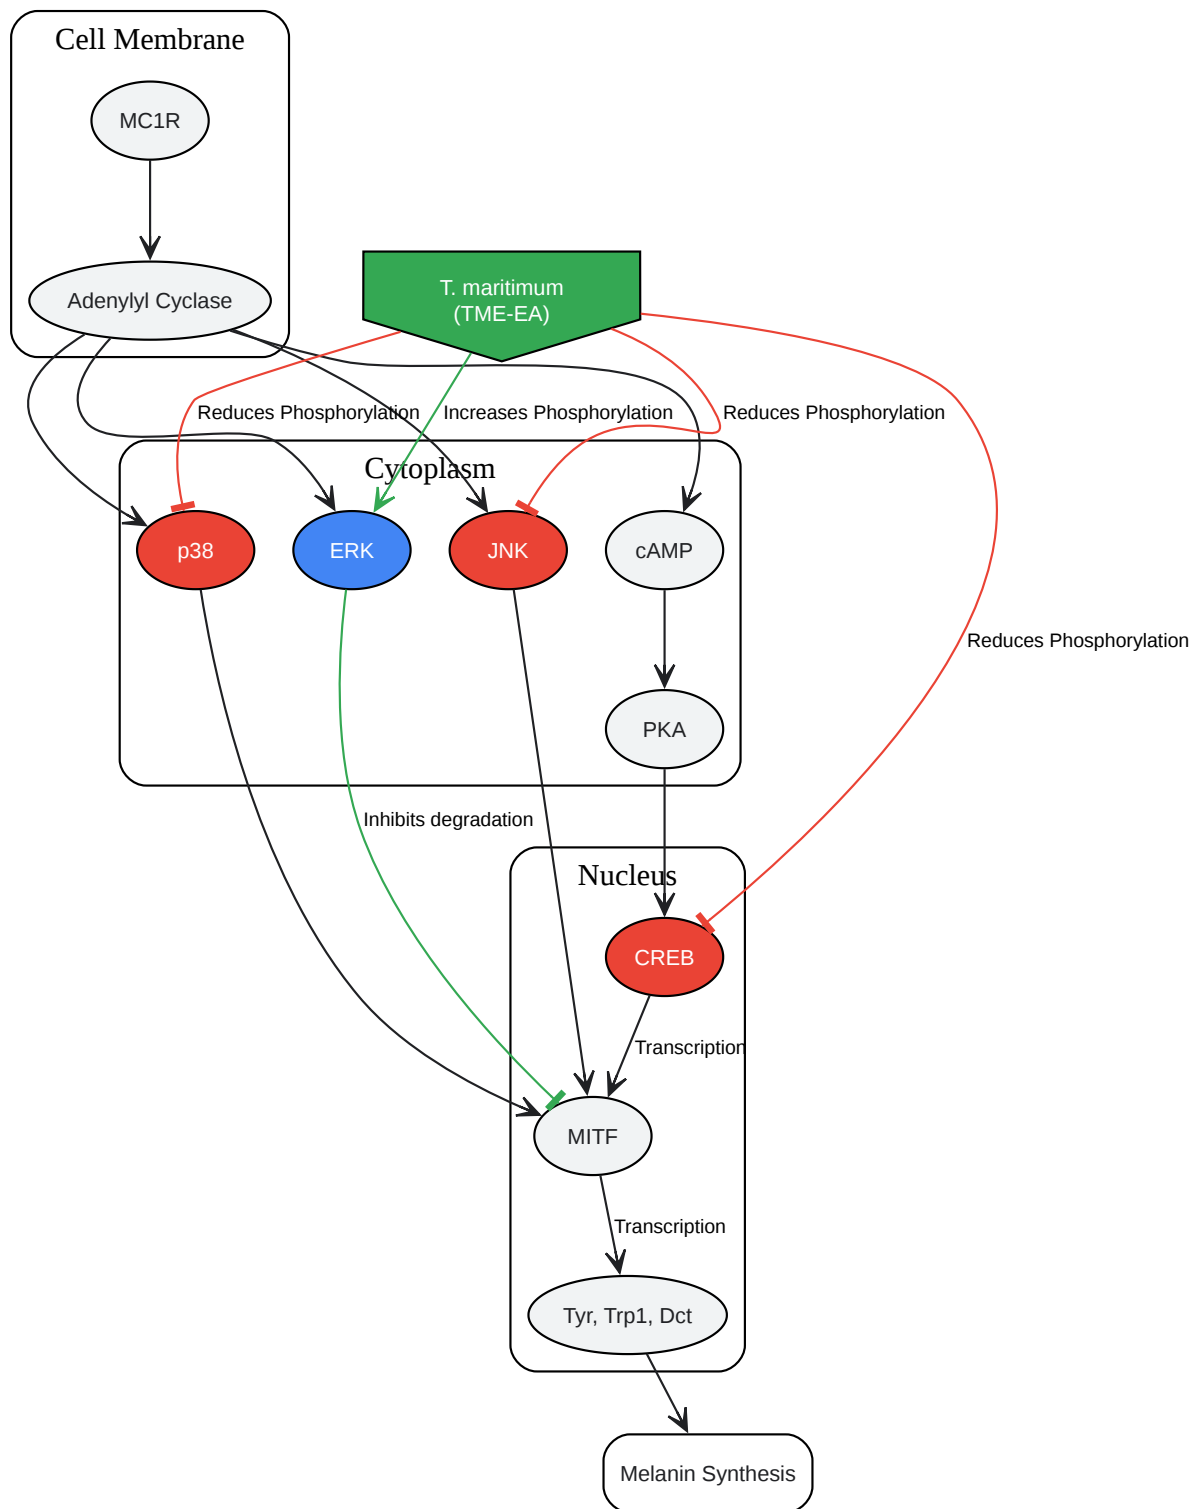 Cell Membrane
MC1R
Adenylyl Cyclase
T. maritimum
(TME-EA)
Reduces Phosphorylation
Increases Phosphorylation
Reduces Phosphorylation
Cytoplasm
p38
ERK
JNK
cAMP
Reduces Phosphorylation
PKA
Inhibits degradation
Nucleus
CREB
Transcription
MITF
Transcription
Tyr, Trp1, Dct
Melanin Synthesis